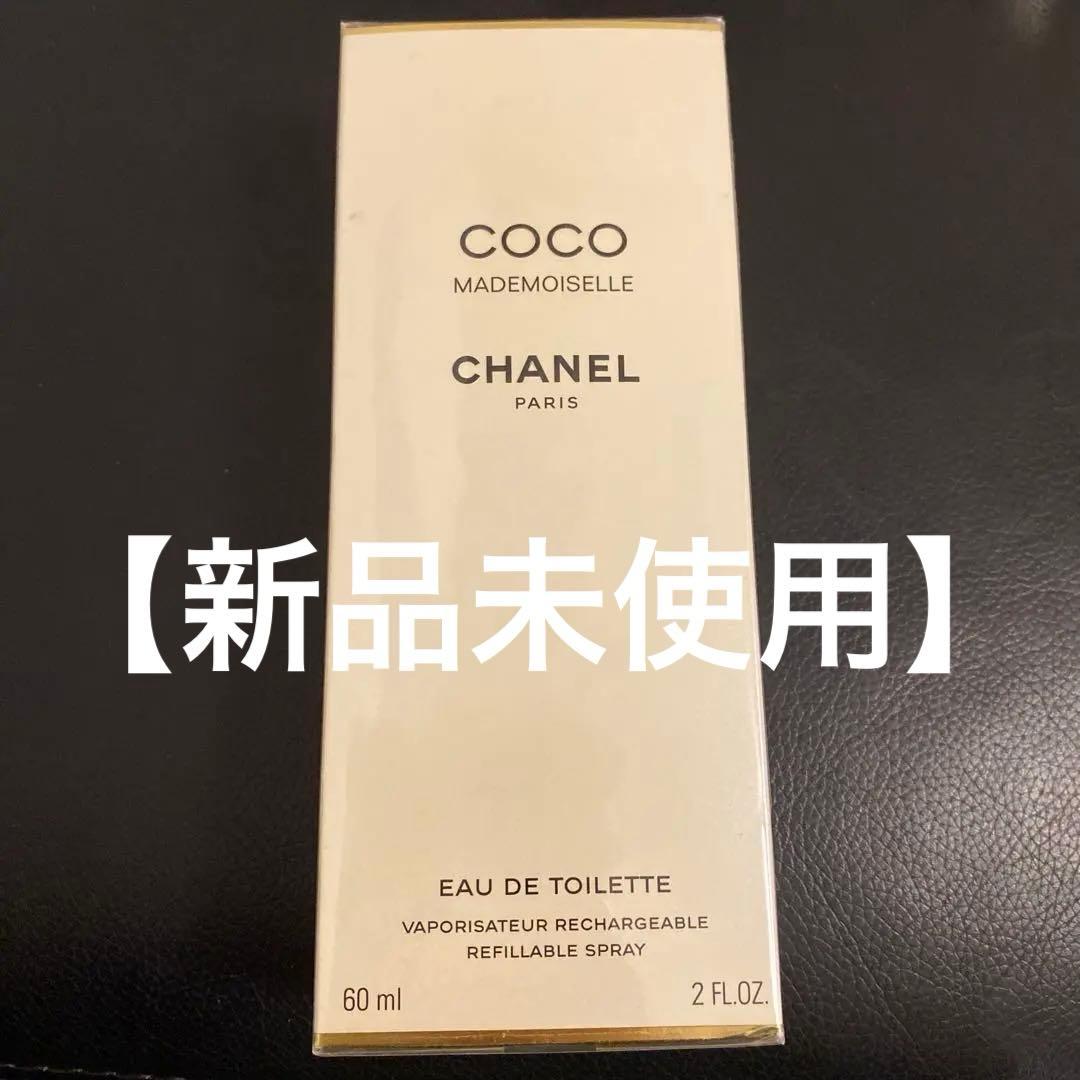 COCO
MADEMOISELLE
CHANEL
PARIS
【新品未使用】
EAU DE TOILETTE
VAPORISATEUR RECHARGEABLE
REFILLABLE SPRAY
60 ml 2 FL.OZ.